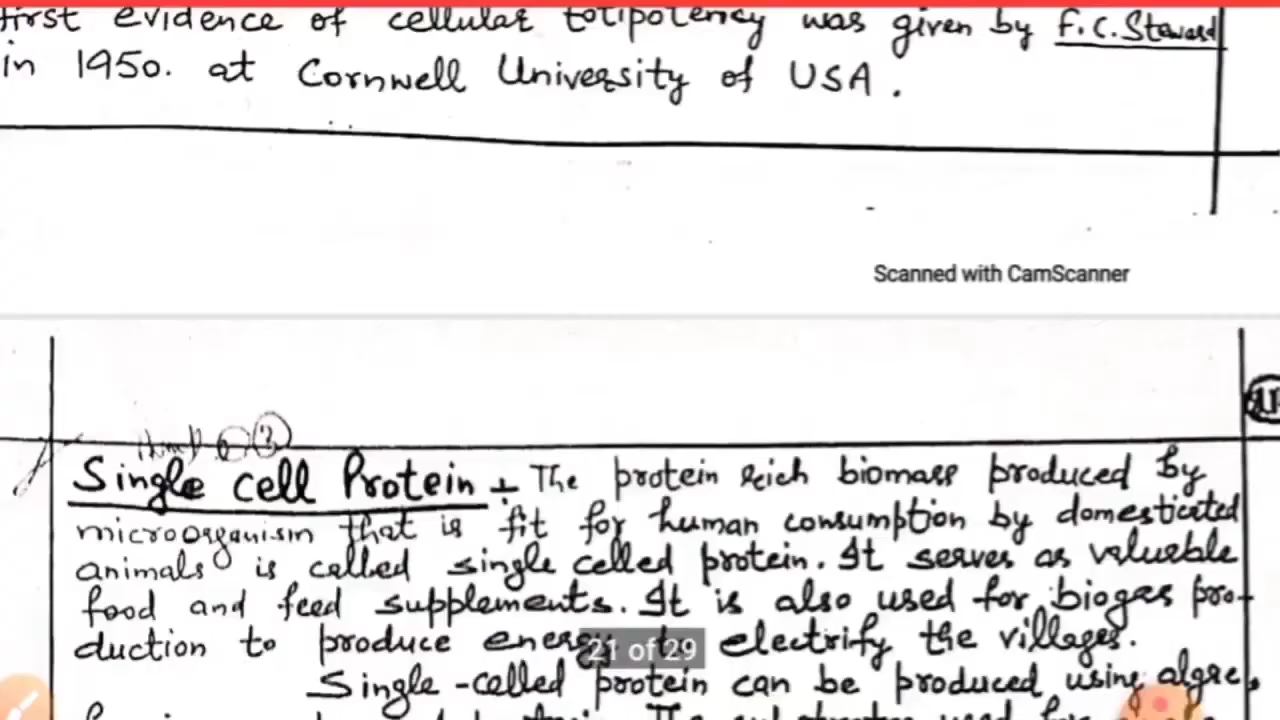 first evidence of cellular totipotency was given by F.C. Steward
in 1950. at Cornwell University of USA.
Scanned with CamScanner
Single cell Protein :- The protein rich biomass produced by
microorganism that is fit for human consumption by domesticated
animals is called single celled protein. It serves as valuable
food and feed supplements. It is also used for biogas pro-
duction to produce energy to electrify the villages.
21 of 29
Single-celled protein can be produced using algae,